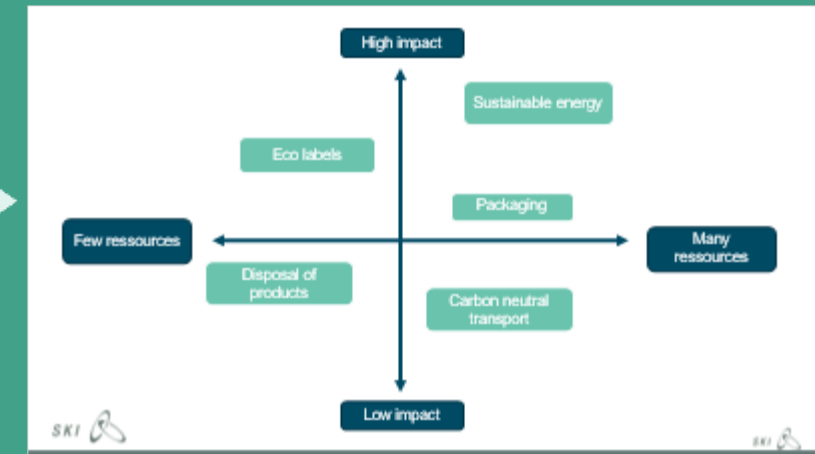 High impact
Sustainable energy
Eco labels
Packaging
Few ressources
Many
ressources
Disposal of
products
Carbon neutral
transport
Low impact
SKI
SKI